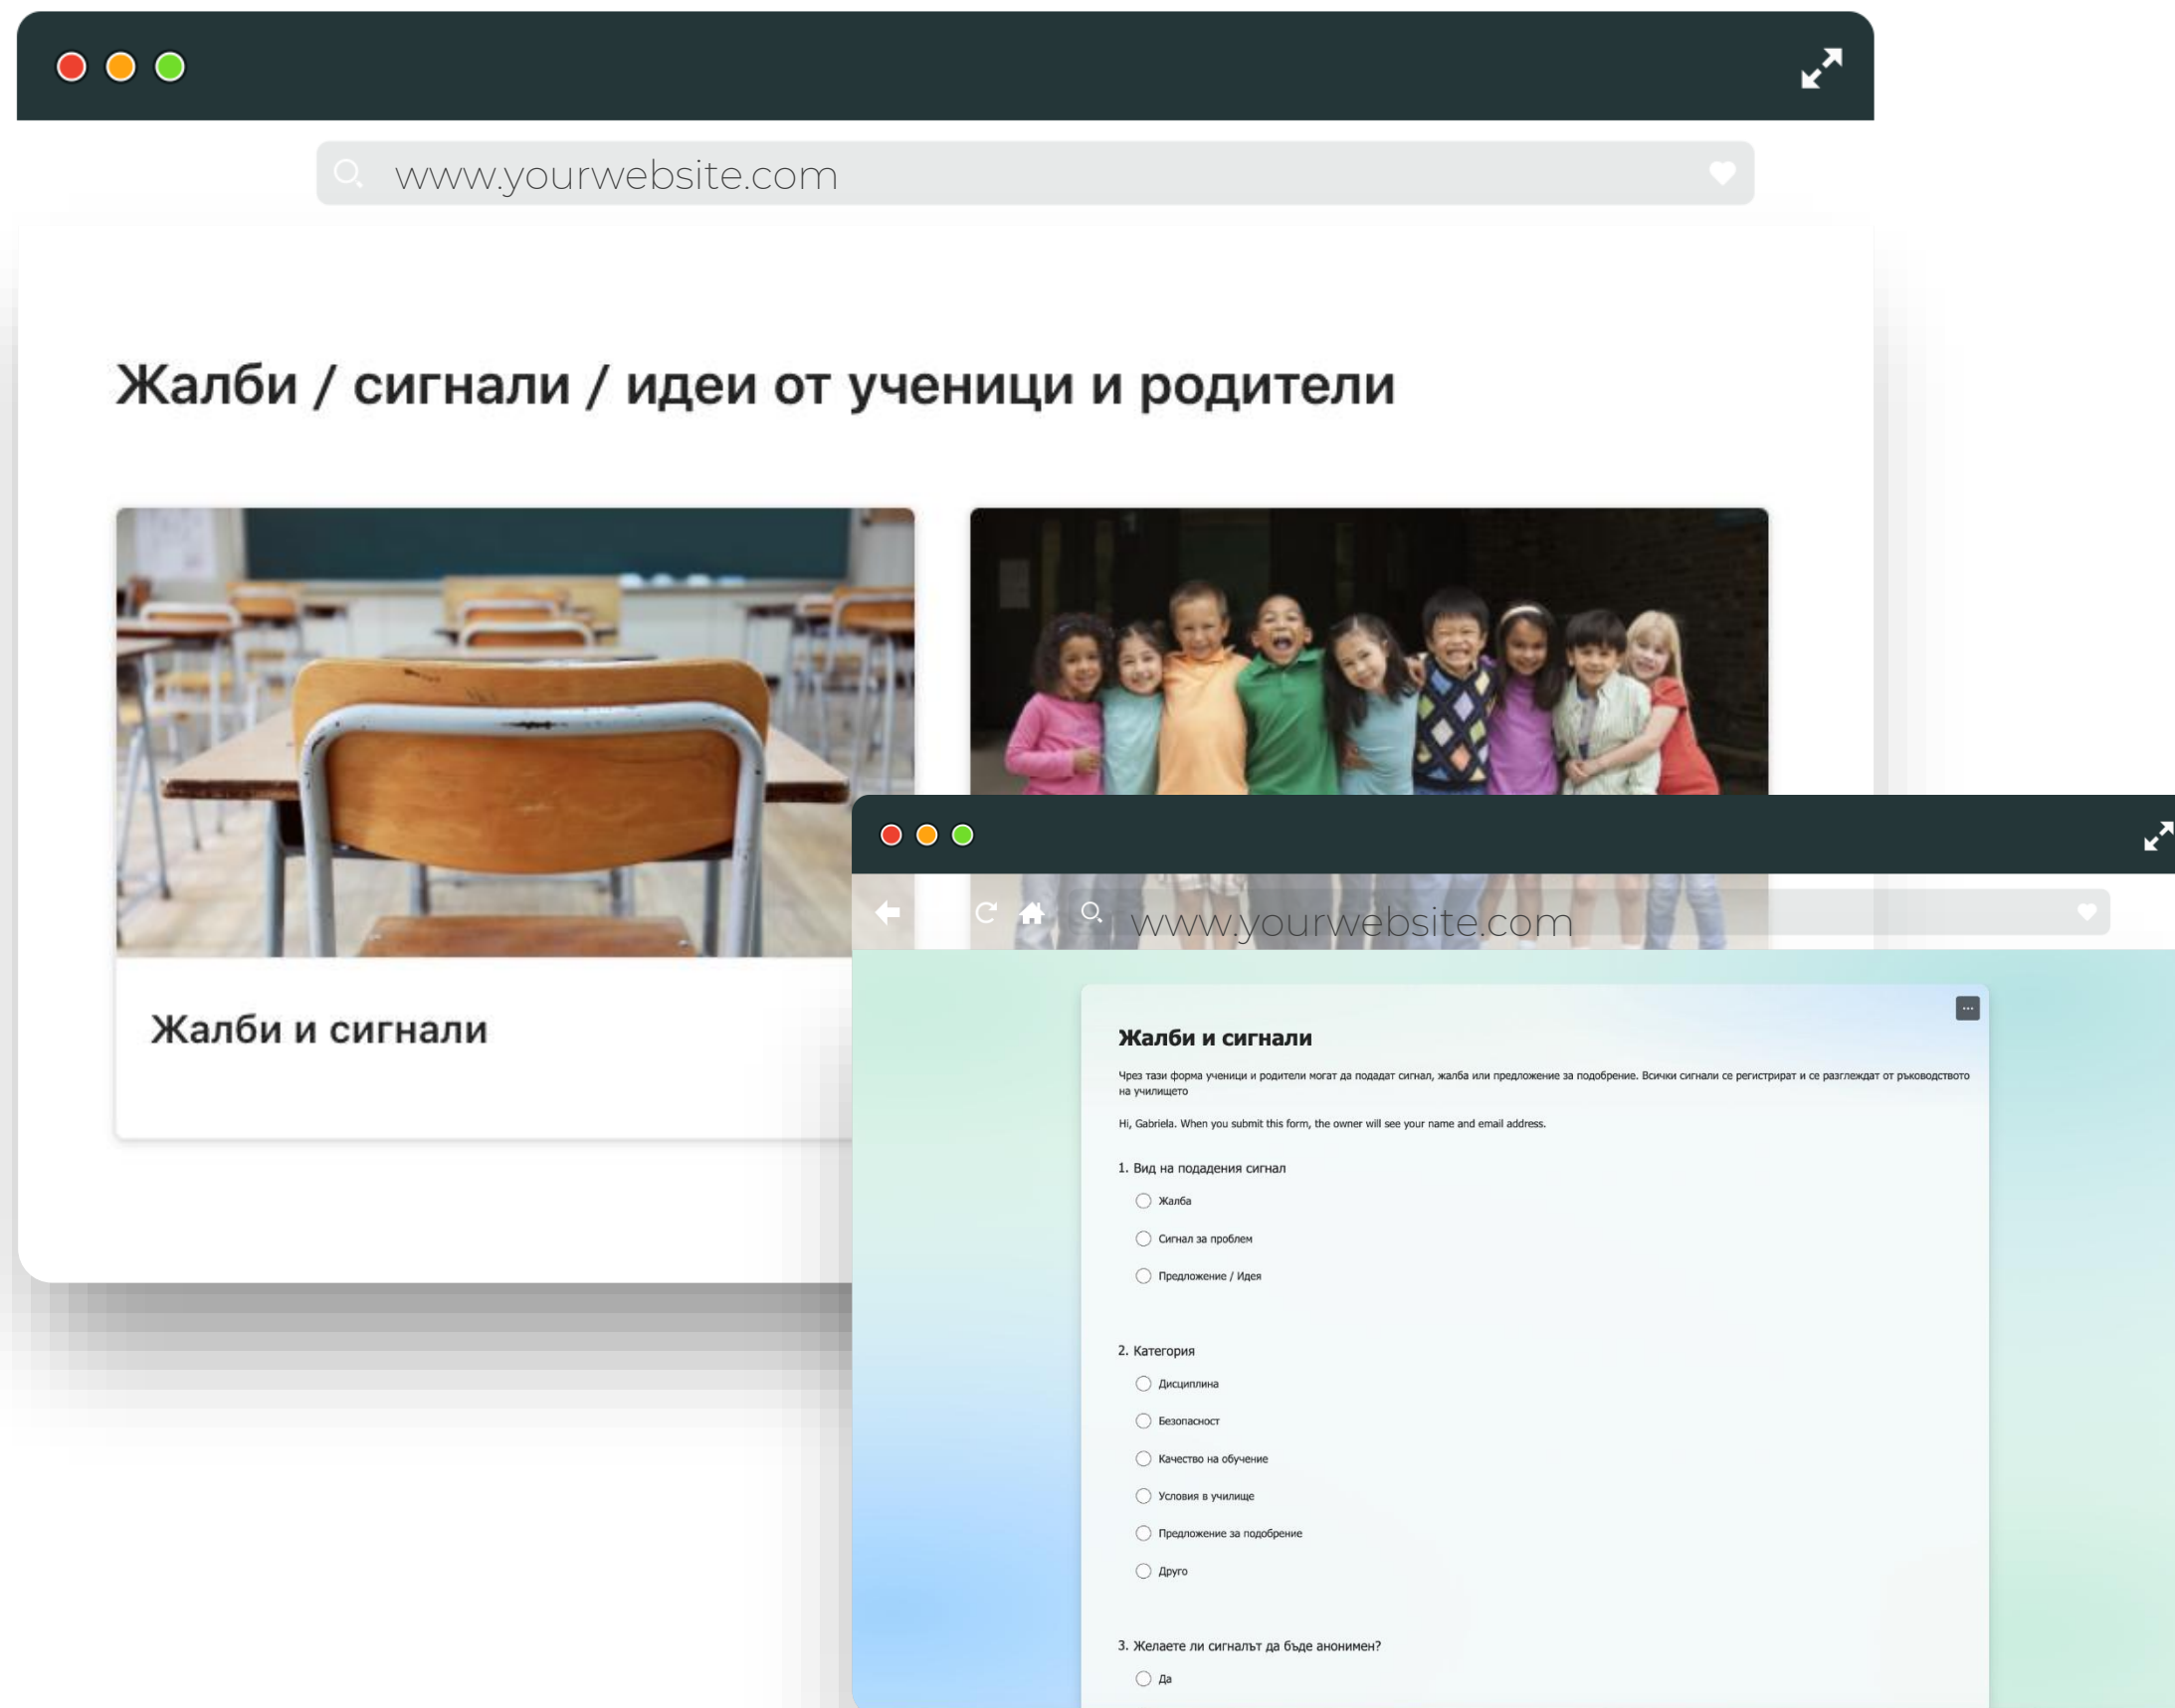 www.yourwebsite.com
Жалби / сигнали / идеи от ученици и родители
Жалби и сигнали
www.yourwebsite.com
Жалби и сигнали
Чрез тази форма ученици и родители могат да подадат сигнал, жалба или предложение за подобрение. Всички сигнали се регистрират и се разглеждат от ръководството
на училището
Hi, Gabriela. When you submit this form, the owner will see your name and email address.
1. Вид на подадения сигнал
Жалба
Сигнал за проблем
Предложение / Идея
2. Категория
Дисциплина
Безопасност
Качество на обучение
Условия в училище
Предложение за подобрение
Друго
3. Желаете ли сигналът да бъде анонимен?
Да